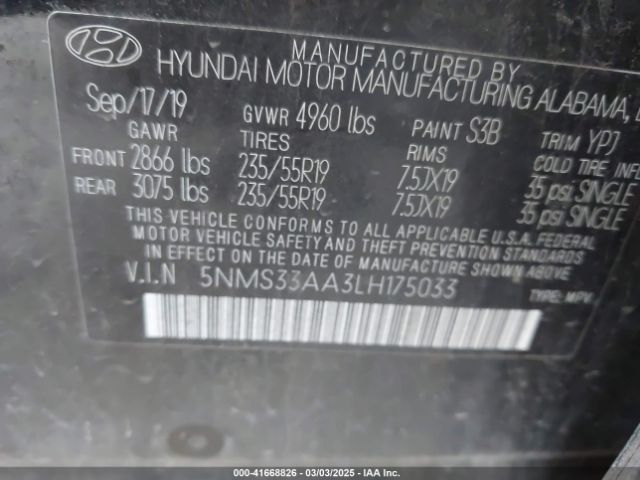 MANUFACTURED BY
HYUNDAI MOTOR MANUFACTURING ALABAMA,
Sep/17/19 GVWR 4960 lbs PAINT S3B TRIM YPJ
GAWR TIRES RIMS COLD TIRE INF
FRONT 2866 lbs 235/55R19 7.5JX19 35 psi SINGLE
REAR 3075 lbs 235/55R19 7.5JX19 35 psi SINGLE
THIS VEHICLE CONFORMS TO ALL APPLICABLE U.S.A. FEDERAL
MOTOR VEHICLE SAFETY AND THEFT PREVENTION STANDARDS
IN EFFECT ON THE DATE OF MANUFACTURE SHOWN ABOVE.
V.I.N 5NMS33AA3LH175033 TYPE: MPV
000-41668826 - 03/03/2025 - IAA Inc.